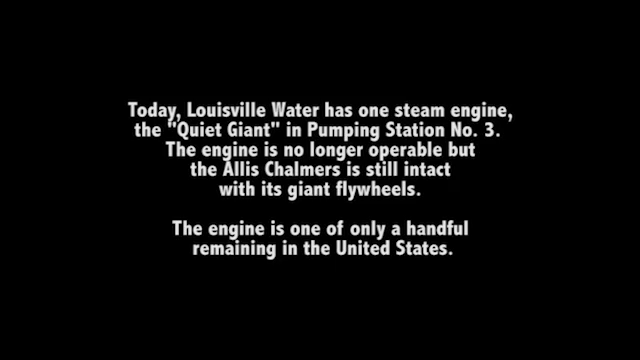 Today, Louisville Water has one steam engine,
the "Quiet Giant" in Pumping Station No. 3.
The engine is no longer operable but
the Allis Chalmers is still intact
with its giant flywheels.
The engine is one of only a handful
remaining in the United States.